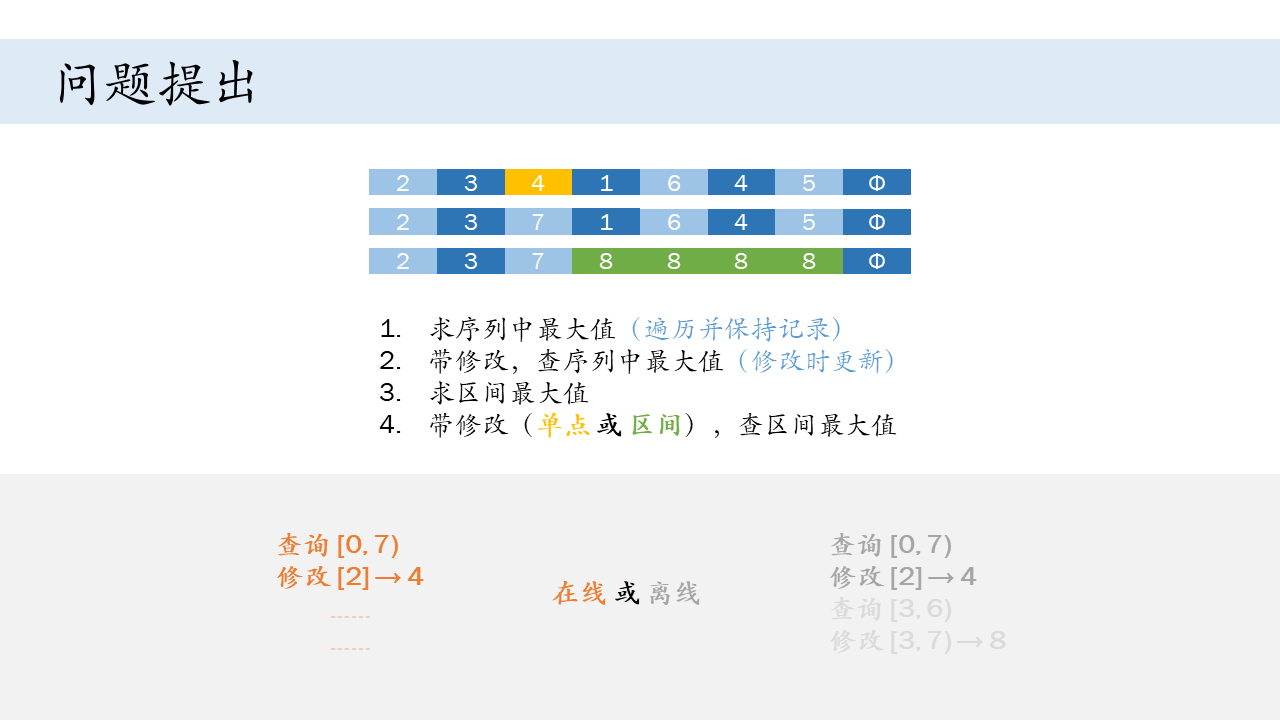 问题提出
2 3 4 1 6 4 5 Φ
2 3 7 1 6 4 5 Φ
2 3 7 8 8 8 8 Φ
1. 求序列中最大值（遍历并保持记录）
2. 带修改，查序列中最大值（修改时更新）
3. 求区间最大值
4. 带修改（单点 或 区间），查区间最大值
查询 [0, 7)
修改 [2] → 4
------
------
在线 或 离线
查询 [0, 7)
修改 [2] → 4
查询 [3, 6)
修改 [3, 7) → 8